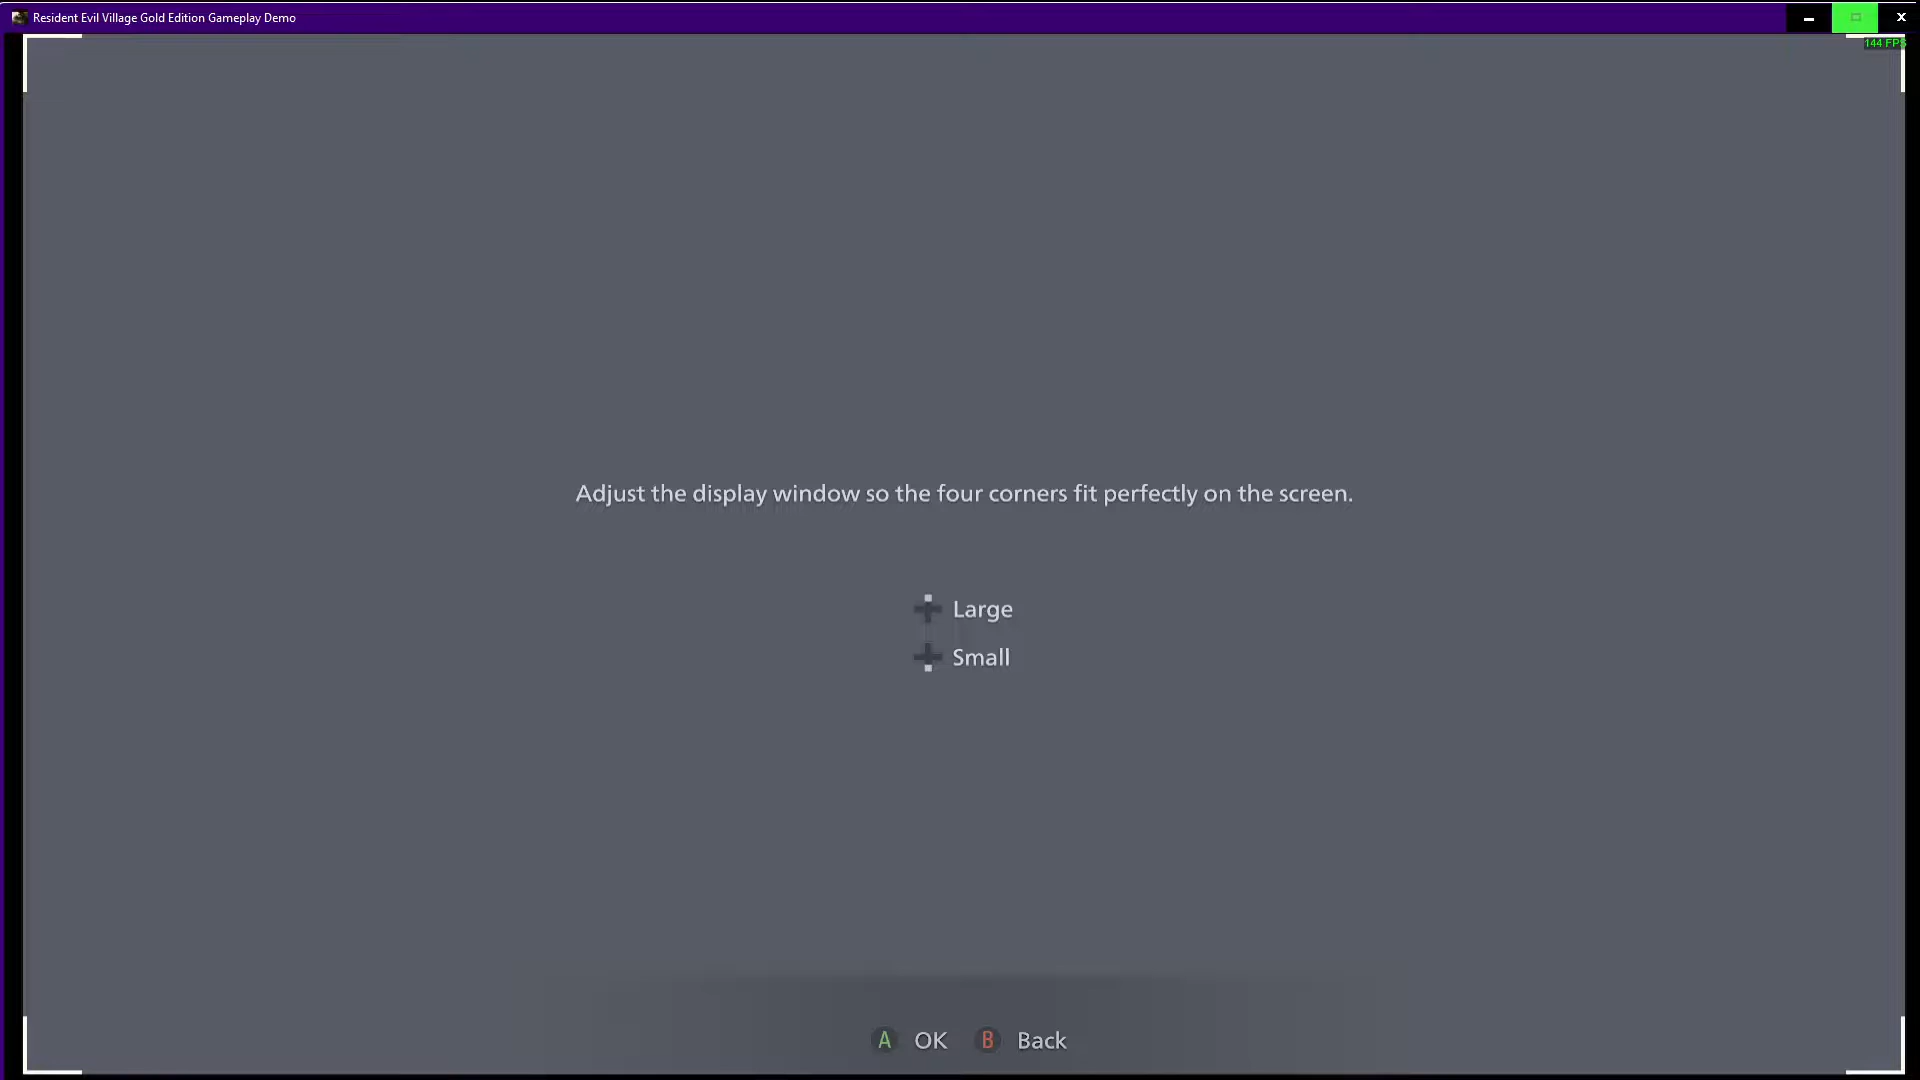 Resident Evil Village Gold Edition Gameplay Demo
144 FPS
Adjust the display window so the four corners fit perfectly on the screen.
Large
Small
A OK B Back